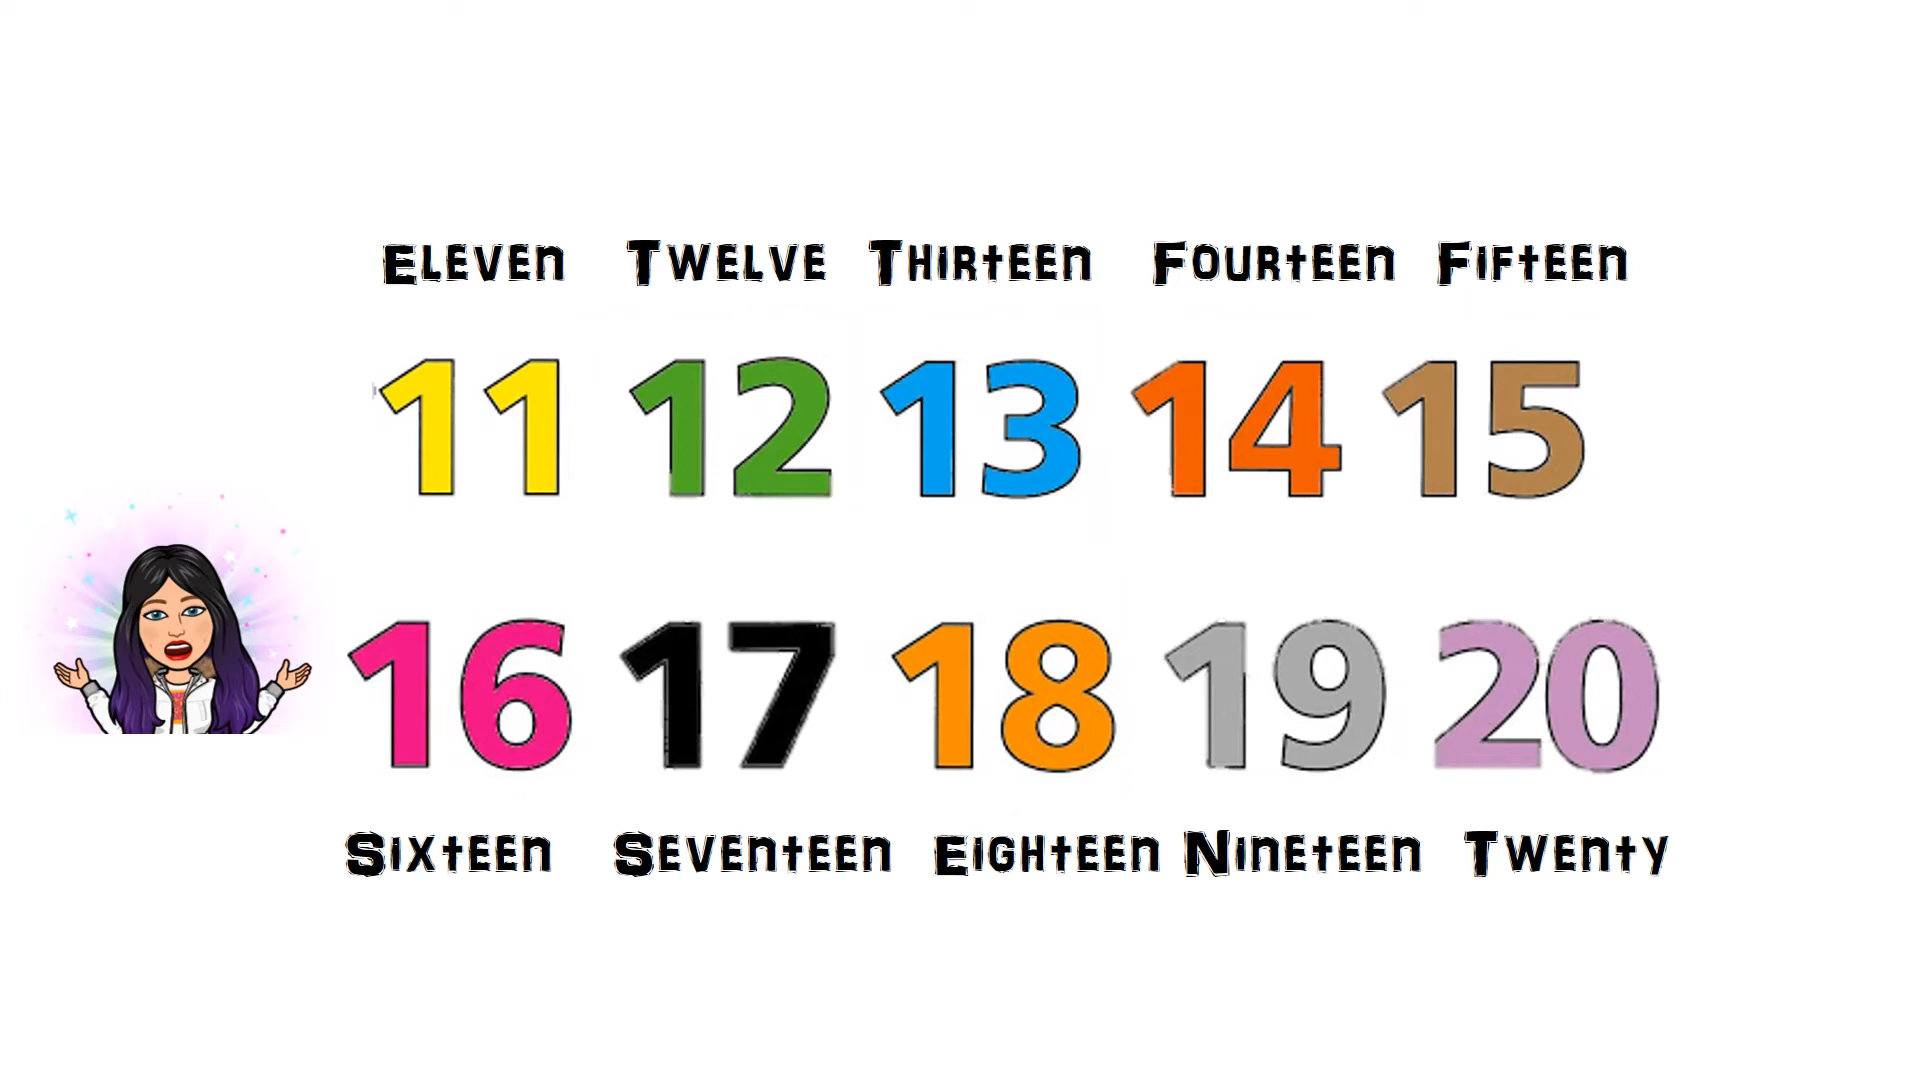 Eleven Twelve Thirteen Fourteen Fifteen
11 12 13 14 15
16 17 18 19 20
Sixteen Seventeen Eighteen Nineteen Twenty